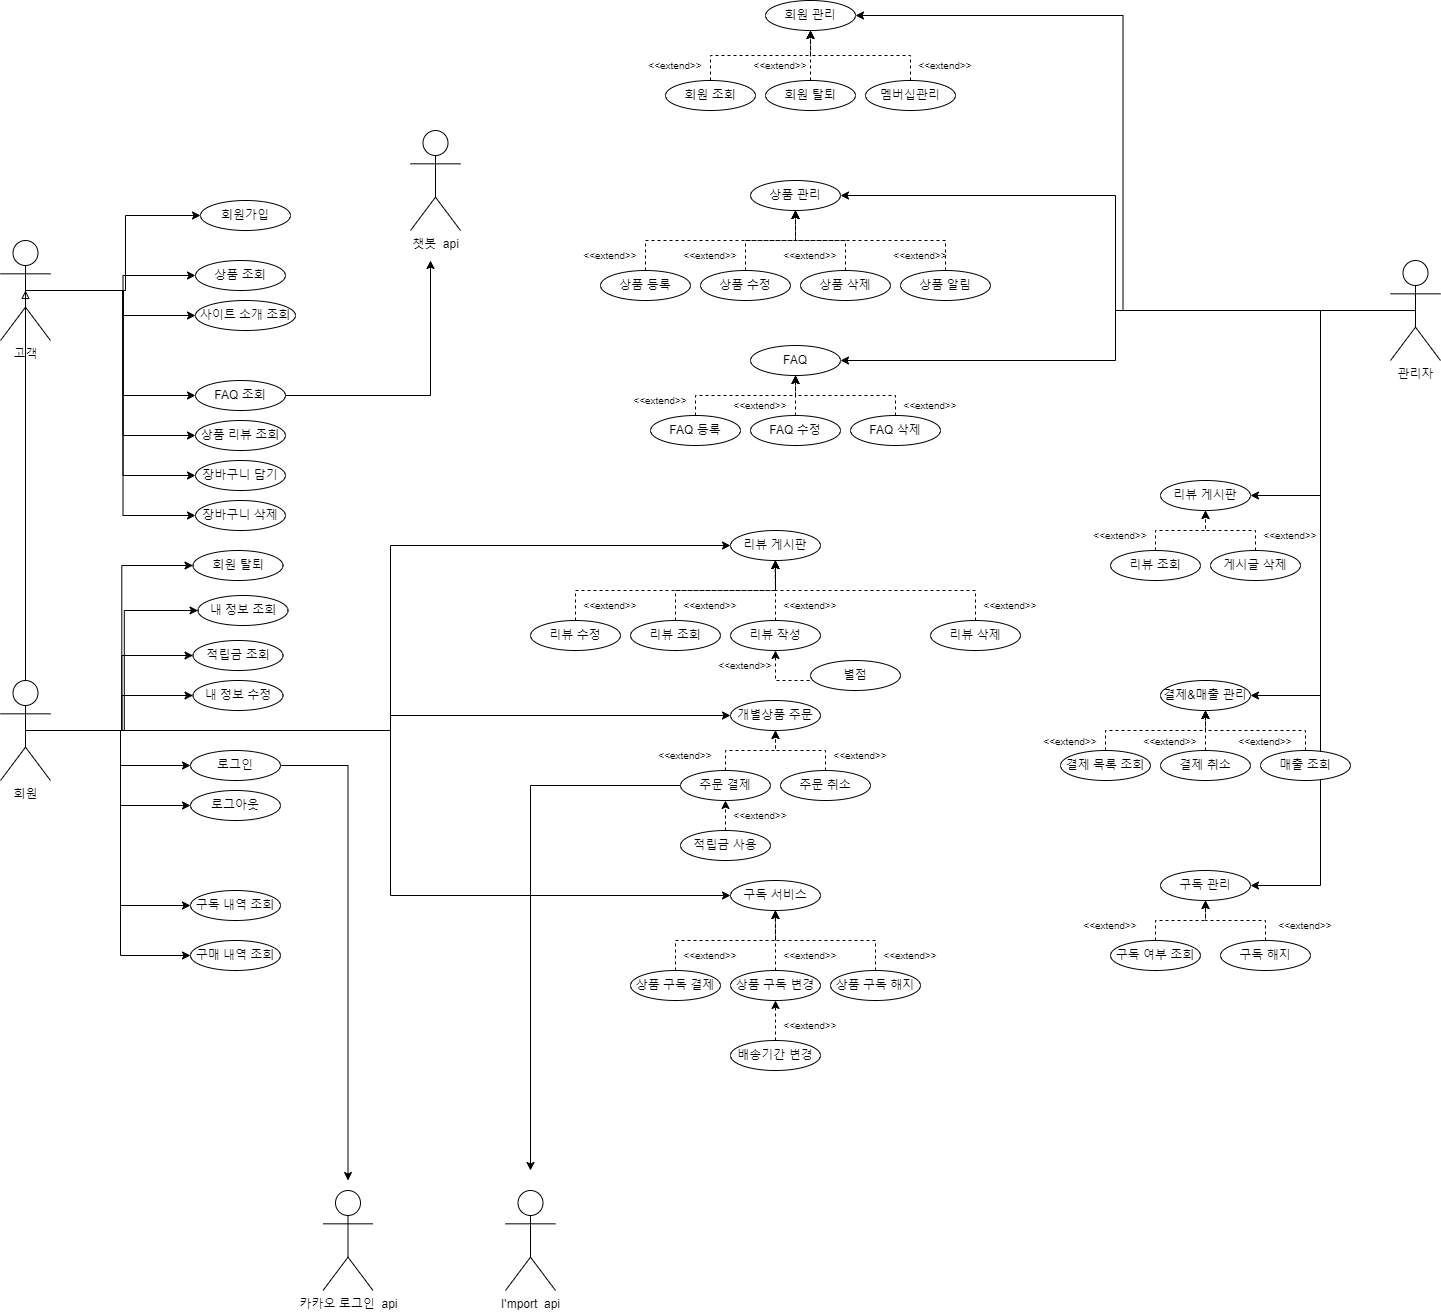 회원 관리
<<extend>>
<<extend>>
<<extend>>
회원 조회
회원 탈퇴
멤버십관리
챗봇  api
회원가입
상품 조회
사이트 소개 조회
고객
FAQ 조회
상품 리뷰 조회
장바구니 담기
장바구니 삭제
상품 관리
<<extend>>
<<extend>>
<<extend>>
<<extend>>
상품 등록
상품 수정
상품 삭제
상품 알림
관리자
FAQ
<<extend>>
<<extend>>
<<extend>>
FAQ 등록
FAQ 수정
FAQ 삭제
리뷰 게시판
<<extend>>
<<extend>>
리뷰 조회
게시글 삭제
회원 탈퇴
내 정보 조회
적립금 조회
내 정보 수정
회원
로그인
로그아웃
구독 내역 조회
구매 내역 조회
리뷰 게시판
<<extend>>
<<extend>>
<<extend>>
<<extend>>
리뷰 수정
리뷰 조회
리뷰 작성
리뷰 삭제
<<extend>>
별점
개별상품 주문
<<extend>>
<<extend>>
주문 결제
주문 취소
<<extend>>
적립금 사용
결제&매출 관리
<<extend>>
<<extend>>
<<extend>>
결제 목록 조회
결제 취소
매출 조회
구독 서비스
<<extend>>
<<extend>>
<<extend>>
상품 구독 결제
상품 구독 변경
상품 구독 해지
<<extend>>
배송기간 변경
구독 관리
<<extend>>
<<extend>>
구독 여부 조회
구독 해지
카카오 로그인  api
I'mport  api